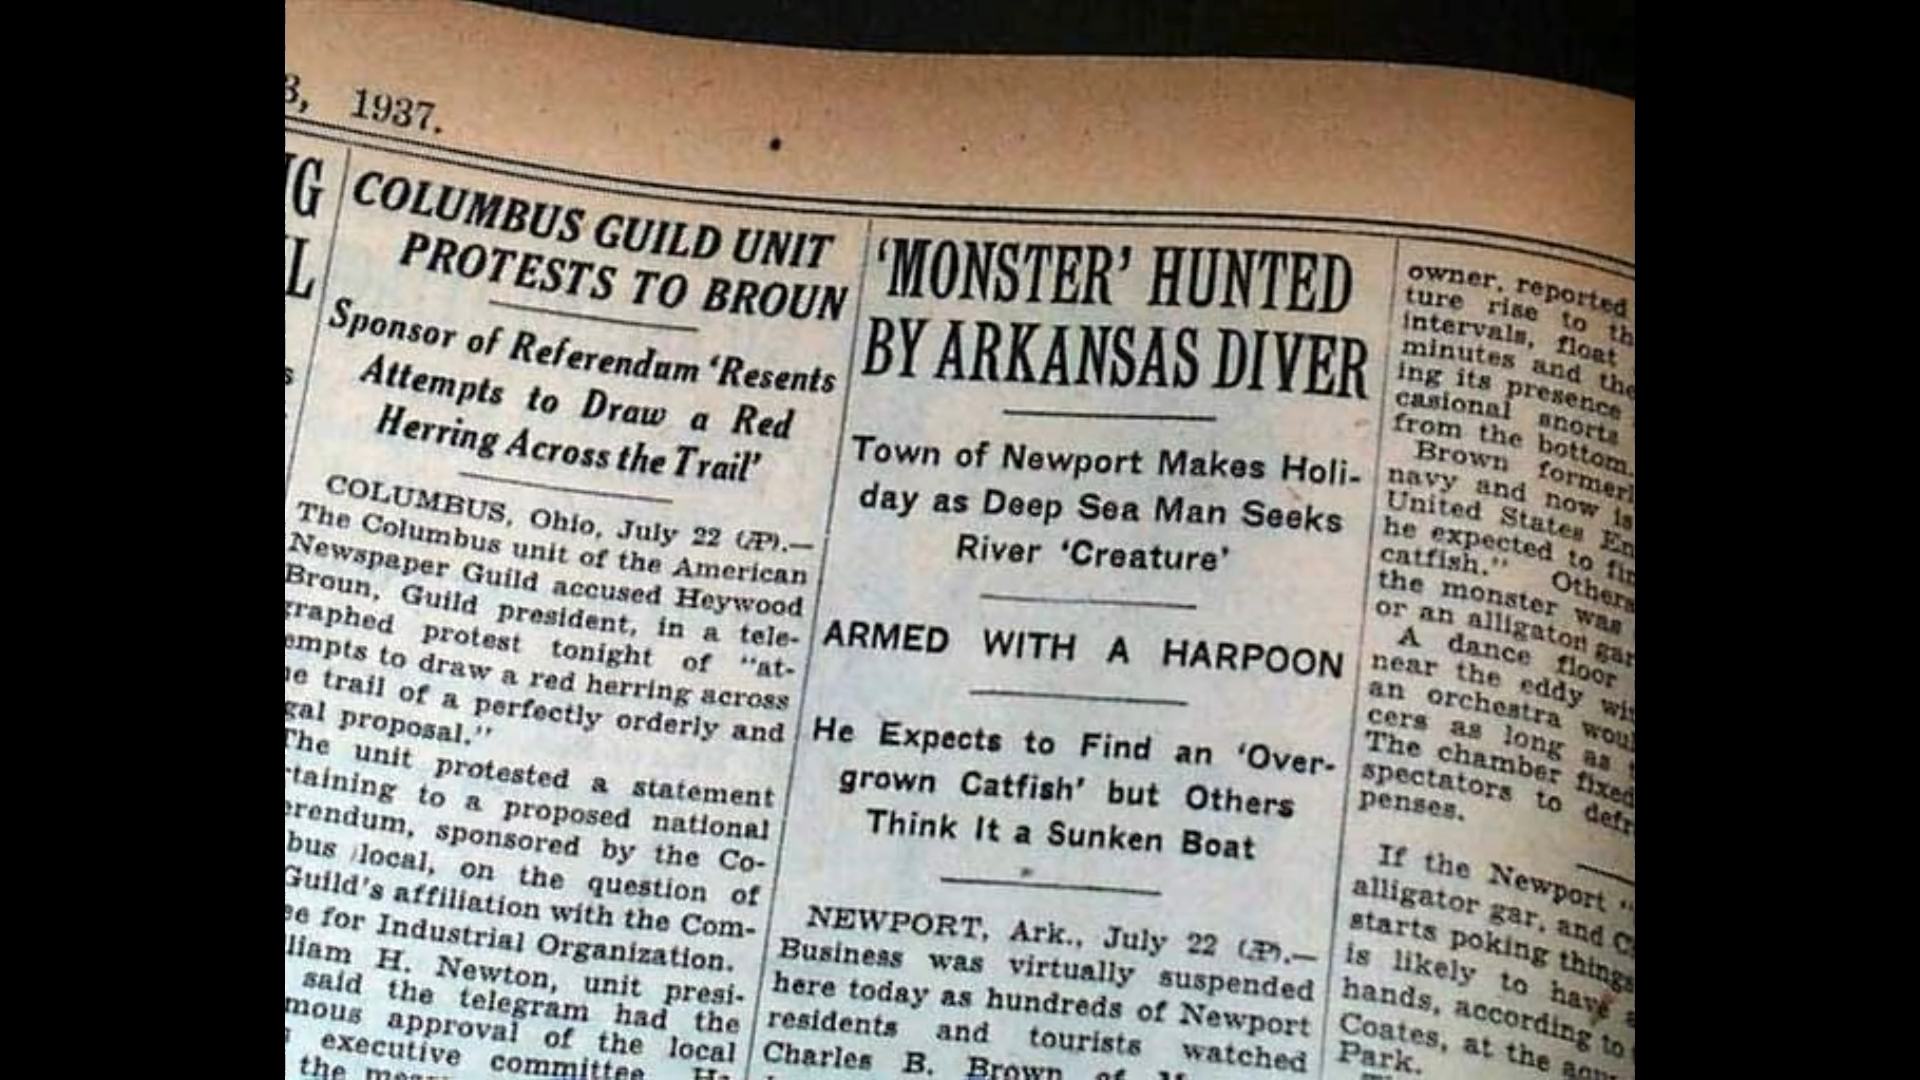 3, 1937.
COLUMBUS GUILD UNIT
PROTESTS TO BROUN
Sponsor of Referendum 'Resents
Attempts to Draw a Red
Herring Across the Trail'
COLUMBUS, Ohio, July 22 (AP).—
The Columbus unit of the American
Newspaper Guild accused Heywood
Broun, Guild president, in a tele-
graphed protest tonight of "at-
empts to draw a red herring across
e trail of a perfectly orderly and
gal proposal."
The unit protested a statement
rtaining to a proposed national
erendum, sponsored by the Co-
bus local, on the question of
Guild's affiliation with the Com-
ee for Industrial Organization.
liam H. Newton, unit presi-
said the telegram had the
mous approval of the local
executive committee.
the
'MONSTER' HUNTED
BY ARKANSAS DIVER
Town of Newport Makes Holi-
day as Deep Sea Man Seeks
River 'Creature'
ARMED WITH A HARPOON
He Expects to Find an 'Over-
grown Catfish' but Others
Think It a Sunken Boat
NEWPORT, Ark., July 22 (AP).—
Business was virtually suspended
here today as hundreds of Newport
residents and tourists watched
Charles B. Brown of
owner, reported
ture rise to th
intervals, float
minutes and the
ing its presence
casional snorts
from the bottom.
Brown formerl
navy and now is
United States En
he expected to fin
catfish." Others
the monster was
or an alligator gar
A dance floor
near the eddy wit
an orchestra woul
cers as long as
The chamber fixed
spectators to defr
penses.
If the Newport "
alligator gar, and C
starts poking things
is likely to have a
hands, according to
Coates, at the aqu
Park.